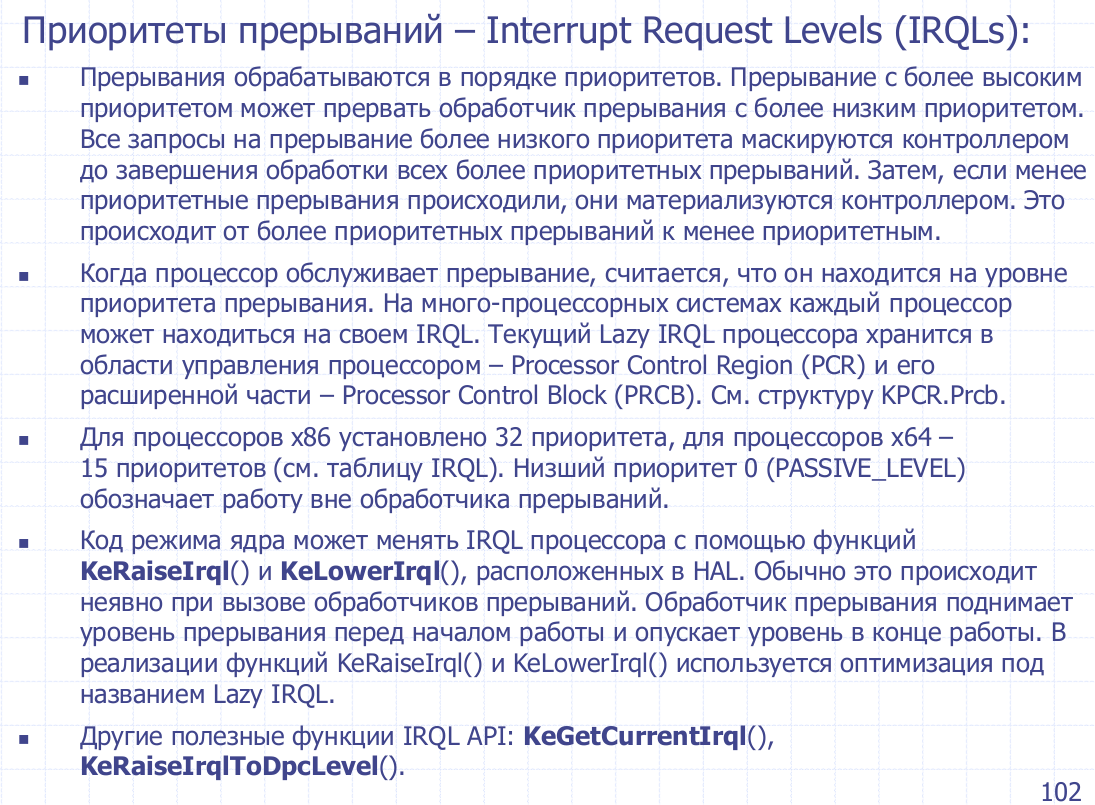 Приоритеты прерываний – Interrupt Request Levels (IRQLs):
Прерывания обрабатываются в порядке приоритетов. Прерывание с более высоким
приоритетом может прервать обработчик прерывания с более низким приоритетом.
Все запросы на прерывание более низкого приоритета маскируются контроллером
до завершения обработки всех более приоритетных прерываний. Затем, если менее
приоритетные прерывания происходили, они материализуются контроллером. Это
происходит от более приоритетных прерываний к менее приоритетным.
Когда процессор обслуживает прерывание, считается, что он находится на уровне
приоритета прерывания. На много-процессорных системах каждый процессор
может находиться на своем IRQL. Текущий Lazy IRQL процессора хранится в
области управления процессором – Processor Control Region (PCR) и его
расширенной части – Processor Control Block (PRCB). См. структуру KPCR.Prcb.
Для процессоров x86 установлено 32 приоритета, для процессоров x64 –
15 приоритетов (см. таблицу IRQL). Низший приоритет 0 (PASSIVE_LEVEL)
обозначает работу вне обработчика прерываний.
Код режима ядра может менять IRQL процессора с помощью функций
KeRaiseIrql() и KeLowerIrql(), расположенных в HAL. Обычно это происходит
неявно при вызове обработчиков прерываний. Обработчик прерывания поднимает
уровень прерывания перед началом работы и опускает уровень в конце работы. В
реализации функций KeRaiseIrql() и KeLowerIrql() используется оптимизация под
названием Lazy IRQL.
Другие полезные функции IRQL API: KeGetCurrentIrql(),
KeRaiseIrqlToDpcLevel().
102